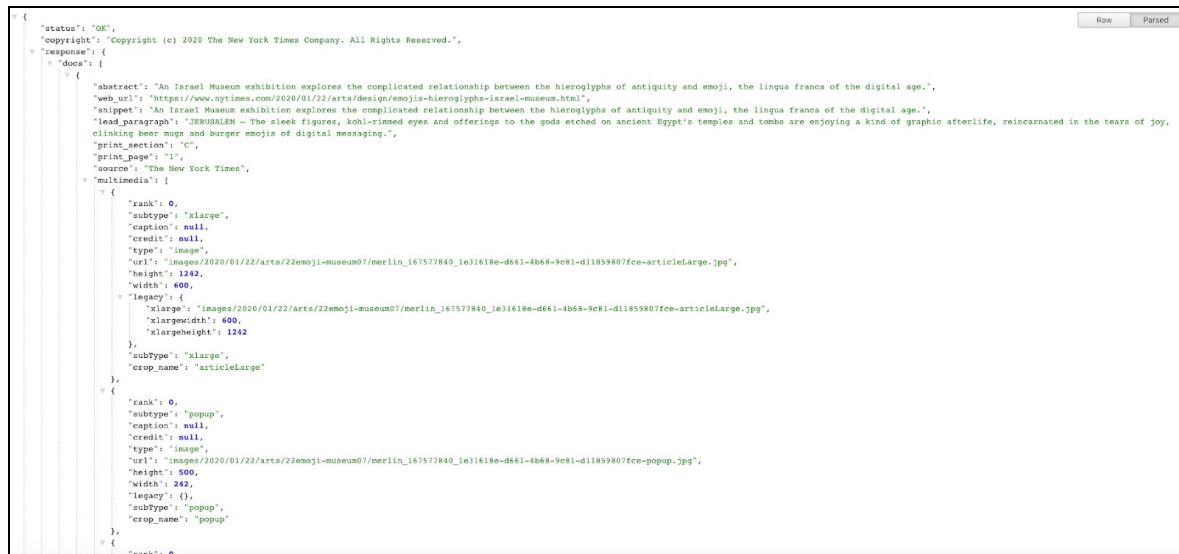 Raw Parsed
{
"status": "OK",
"copyright": "Copyright (c) 2020 The New York Times Company. All Rights Reserved.",
"response": {
"docs": [
{
"abstract": "An Israel Museum exhibition explores the complicated relationship between the hieroglyphs of antiquity and emoji, the lingua franca of the digital age.",
"web_url": "https://www.nytimes.com/2020/01/22/arts/design/emojis-hieroglyphs-israel-museum.html",
"snippet": "An Israel Museum exhibition explores the complicated relationship between the hieroglyphs of antiquity and emoji, the lingua franca of the digital age.",
"lead_paragraph": "JERUSALEM — The sleek figures, kohl-rimmed eyes and offerings to the gods etched on ancient Egypt's temples and tombs are enjoying a kind of graphic afterlife, reincarnated in the tears of joy,
clinking beer mugs and burger emojis of digital messaging.",
"print_section": "C",
"print_page": "1",
"source": "The New York Times",
"multimedia": [
{
"rank": 0,
"subtype": "xlarge",
"caption": null,
"credit": null,
"type": "image",
"url": "images/2020/01/22/arts/22emoji-museum07/merlin_167577840_1e31618e-d661-4b68-9c81-d11859807fce-articleLarge.jpg",
"height": 1242,
"width": 600,
"legacy": {
"xlarge": "images/2020/01/22/arts/22emoji-museum07/merlin_167577840_1e31618e-d661-4b68-9c81-d11859807fce-articleLarge.jpg",
"xlargewidth": 600,
"xlargeheight": 1242
},
"subType": "xlarge",
"crop_name": "articleLarge"
},
{
"rank": 0,
"subtype": "popup",
"caption": null,
"credit": null,
"type": "image",
"url": "images/2020/01/22/arts/22emoji-museum07/merlin_167577840_1e31618e-d661-4b68-9c81-d11859807fce-popup.jpg",
"height": 500,
"width": 242,
"legacy": {},
"subType": "popup",
"crop_name": "popup"
},
{